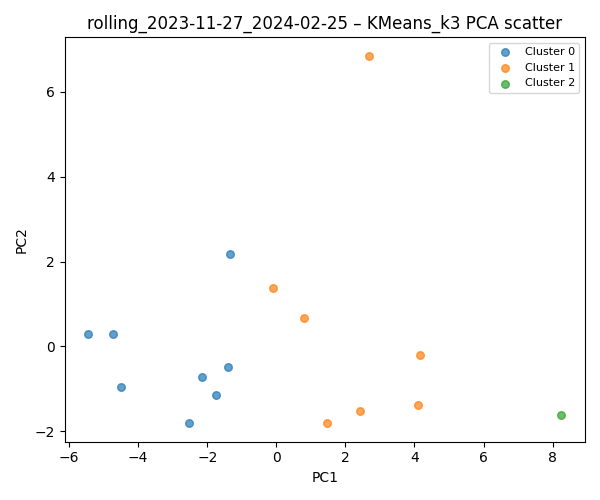 rolling_2023-11-27_2024-02-25 – KMeans_k3 PCA scatter
Cluster 0
Cluster 1
Cluster 2
6
4
2
0
−2
PC2
−6
−4
−2
0
2
4
6
8
PC1